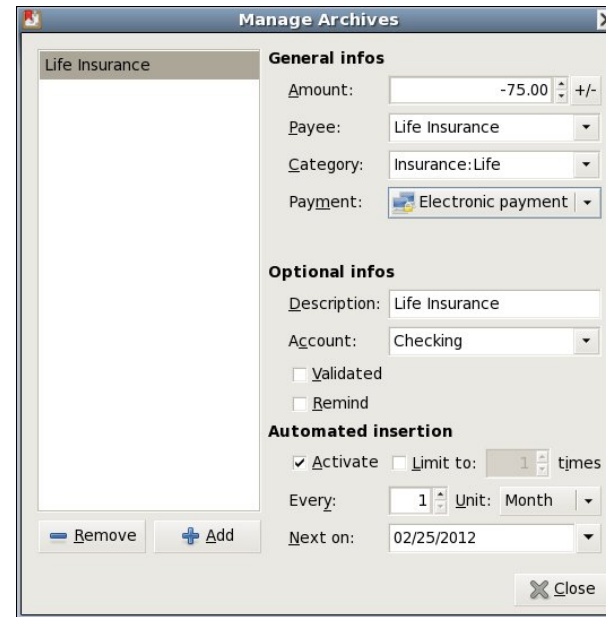 Manage Archives
Life Insurance
Remove
Add
General infos
Amount: -75.00 +/-
Payee: Life Insurance
Category: Insurance:Life
Payment: Electronic payment
Optional infos
Description: Life Insurance
Account: Checking
Validated
Remind
Automated insertion
Activate Limit to: 1 times
Every: 1 Unit: Month
Next on: 02/25/2012
Close